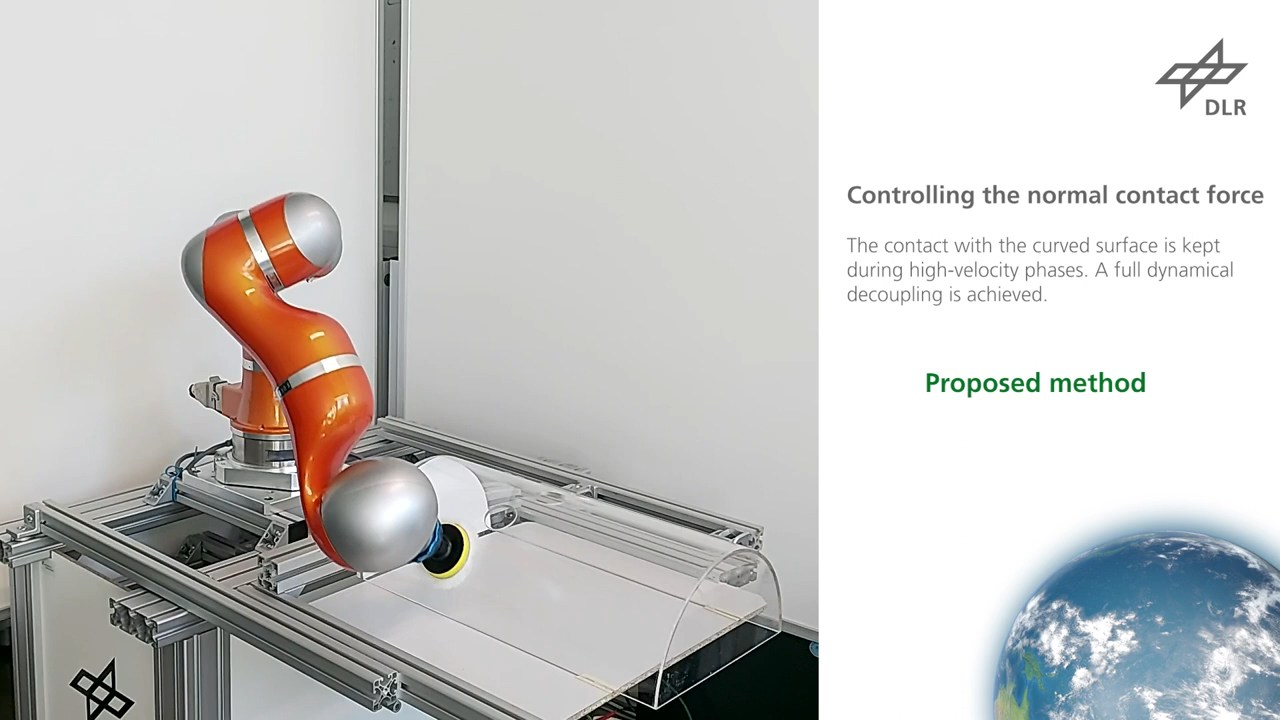 DLR
Controlling the normal contact force
The contact with the curved surface is kept
during high-velocity phases. A full dynamical
decoupling is achieved.
Proposed method